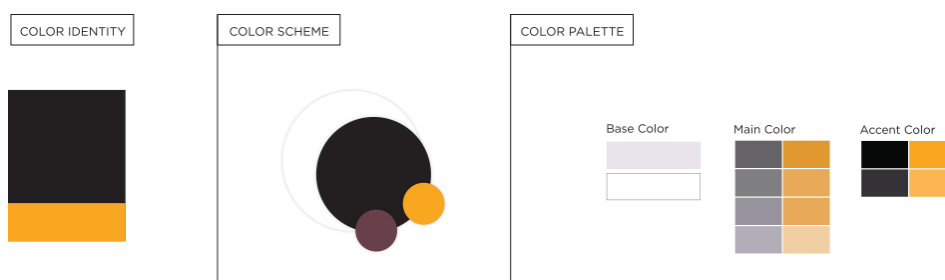 COLOR IDENTITY
COLOR SCHEME
COLOR PALETTE
Base Color
Main Color
Accent Color